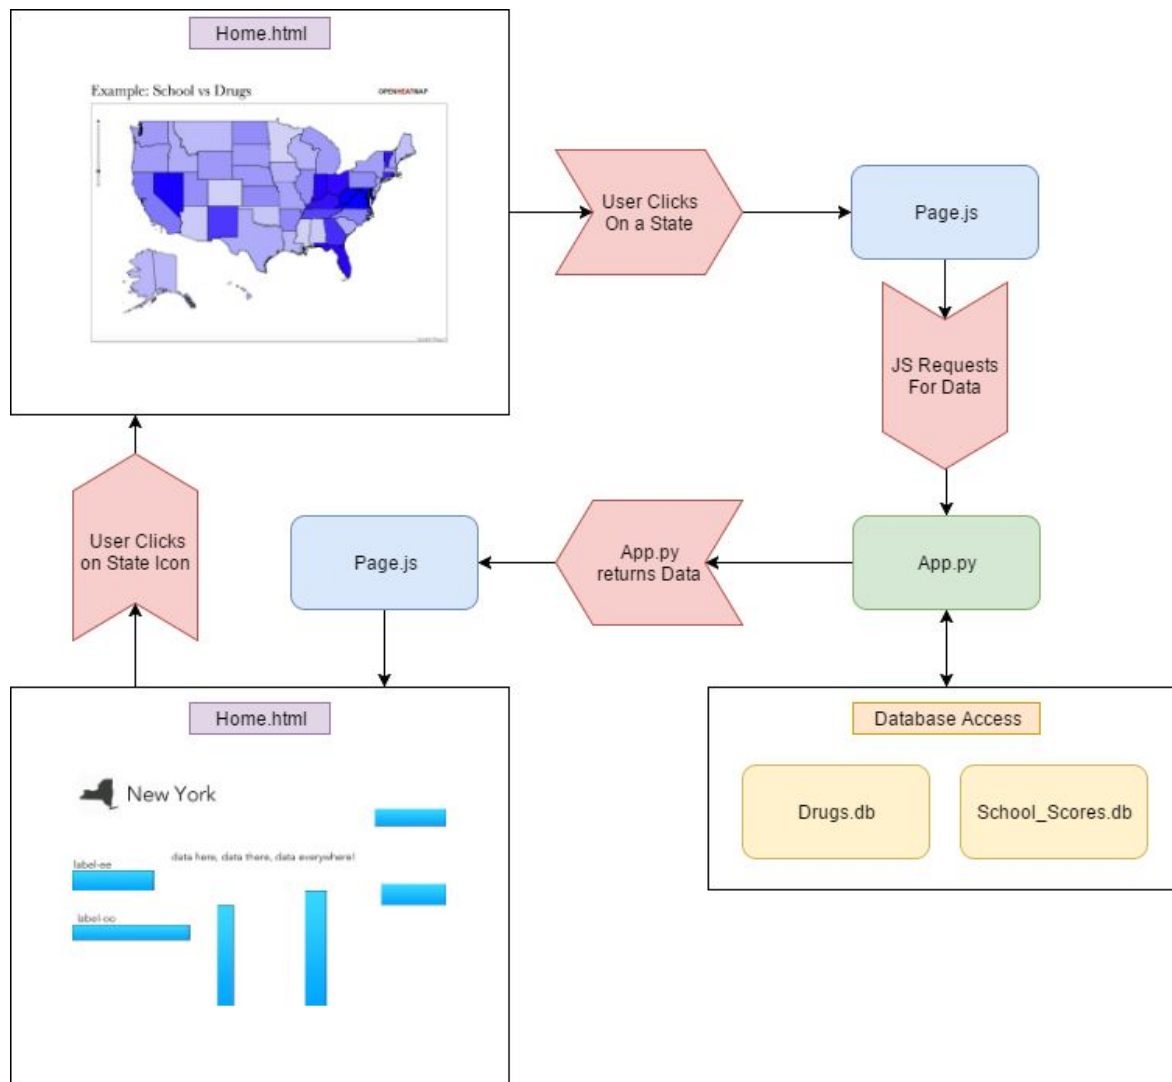 Home.html
Example: School vs Drugs
OPENHEATMAP
User Clicks
On a State
Page.js
JS Requests
For Data
User Clicks
on State Icon
Page.js
App.py
returns Data
App.py
Home.html
New York
data here, data there, data everywhere!
label-ee
label-oo
Database Access
Drugs.db
School_Scores.db